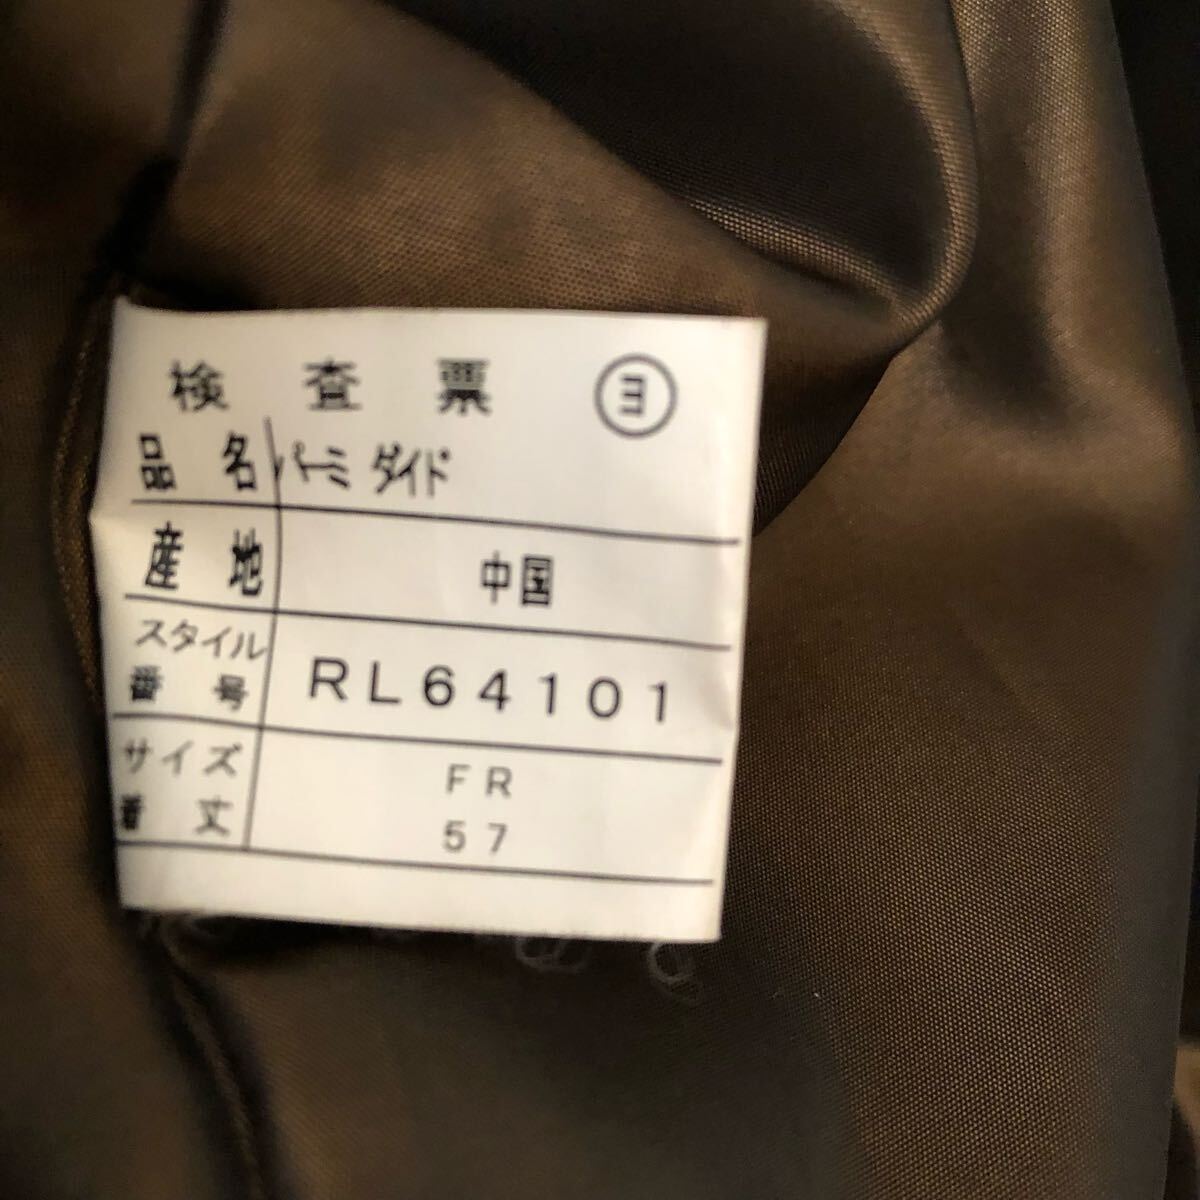 検査票 ㋵
品名 パーミダイド
産地 中国
スタイル
番号 RL64101
サイズ FR
着丈 57